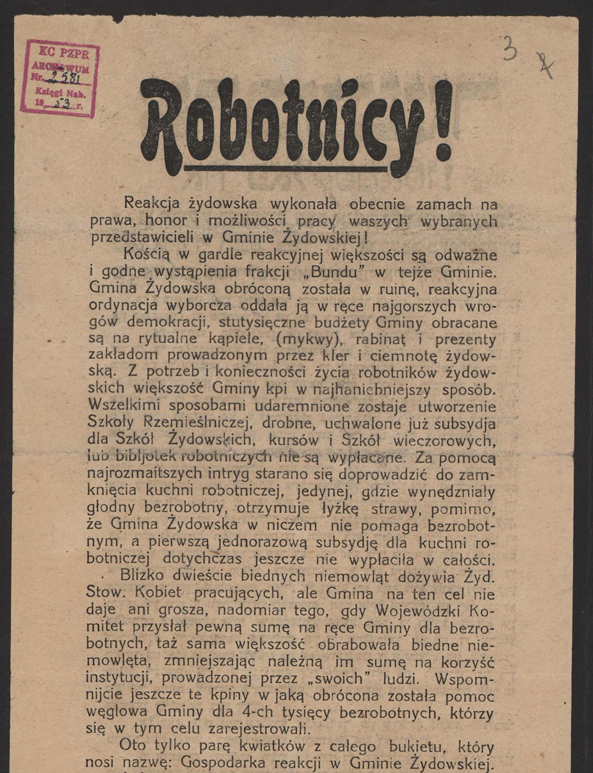 KC PZPR
ARCHIWUM
Nr. 2581
Księgi Nab.
19 53 r.
3
Robotnicy!
Reakcja żydowska wykonała obecnie zamach na
prawa, honor i możliwości pracy waszych wybranych
przedstawicieli w Gminie Żydowskiej!
Kością w gardle reakcyjnej większości są odważne
i godne wystąpienia frakcji „Bundu” w tejże Gminie.
Gmina Żydowska obróconą została w ruinę, reakcyjna
ordynacja wyborcza oddała ją w ręce najgorszych wro-
gów demokracji, stutysięczne budżety Gminy obracane
są na rytualne kąpiele, (mykwy), rabinat i prezenty
zakładom prowadzonym przez kler i ciemnotę żydow-
ską. Z potrzeb i konieczności życia robotników żydow-
skich większość Gminy kpi w najhaniebniejszy sposób.
Wszelkimi sposobami udaremnione zostaje utworzenie
Szkoły Rzemieślniczej, drobne, uchwalone już subsydja
dla Szkół Żydowskich, kursów i Szkół wieczorowych,
lub bibljotek robotniczych nie są wypłacane. Za pomocą
najrozmaitszych intryg starano się doprowadzić do zam-
knięcia kuchni robotniczej, jedynej, gdzie wynędzniały
głodny bezrobotny, otrzymuje łyżkę strawy, pomimo,
że Gmina Żydowska w niczem nie pomaga bezrobot-
nym, a pierwszą jednorazową subsydję dla kuchni ro-
botniczej dotychczas jeszcze nie wypłaciła w całości.
Blizko dwieście biednych niemowląt dożywia Żyd.
Stow. Kobiet pracujących, ale Gmina na ten cel nie
daje ani grosza, nadomiar tego, gdy Wojewódzki Ko-
mitet przysłał pewną sumę na ręce Gminy dla bezro-
botnych, taż sama większość obrabowała biedne nie-
mowlęta, zmniejszając należną im sumę na korzyść
instytucji, prowadzonej przez „swoich” ludzi. Wspom-
nijcie jeszcze te kpiny w jaką obrócona została pomoc
węglowa Gminy dla 4-ch tysięcy bezrobotnych, którzy
się w tym celu zarejestrowali.
Oto tylko parę kwiatków z całego bukietu, który
nosi nazwę: Gospodarka reakcji w Gminie Żydowskiej.